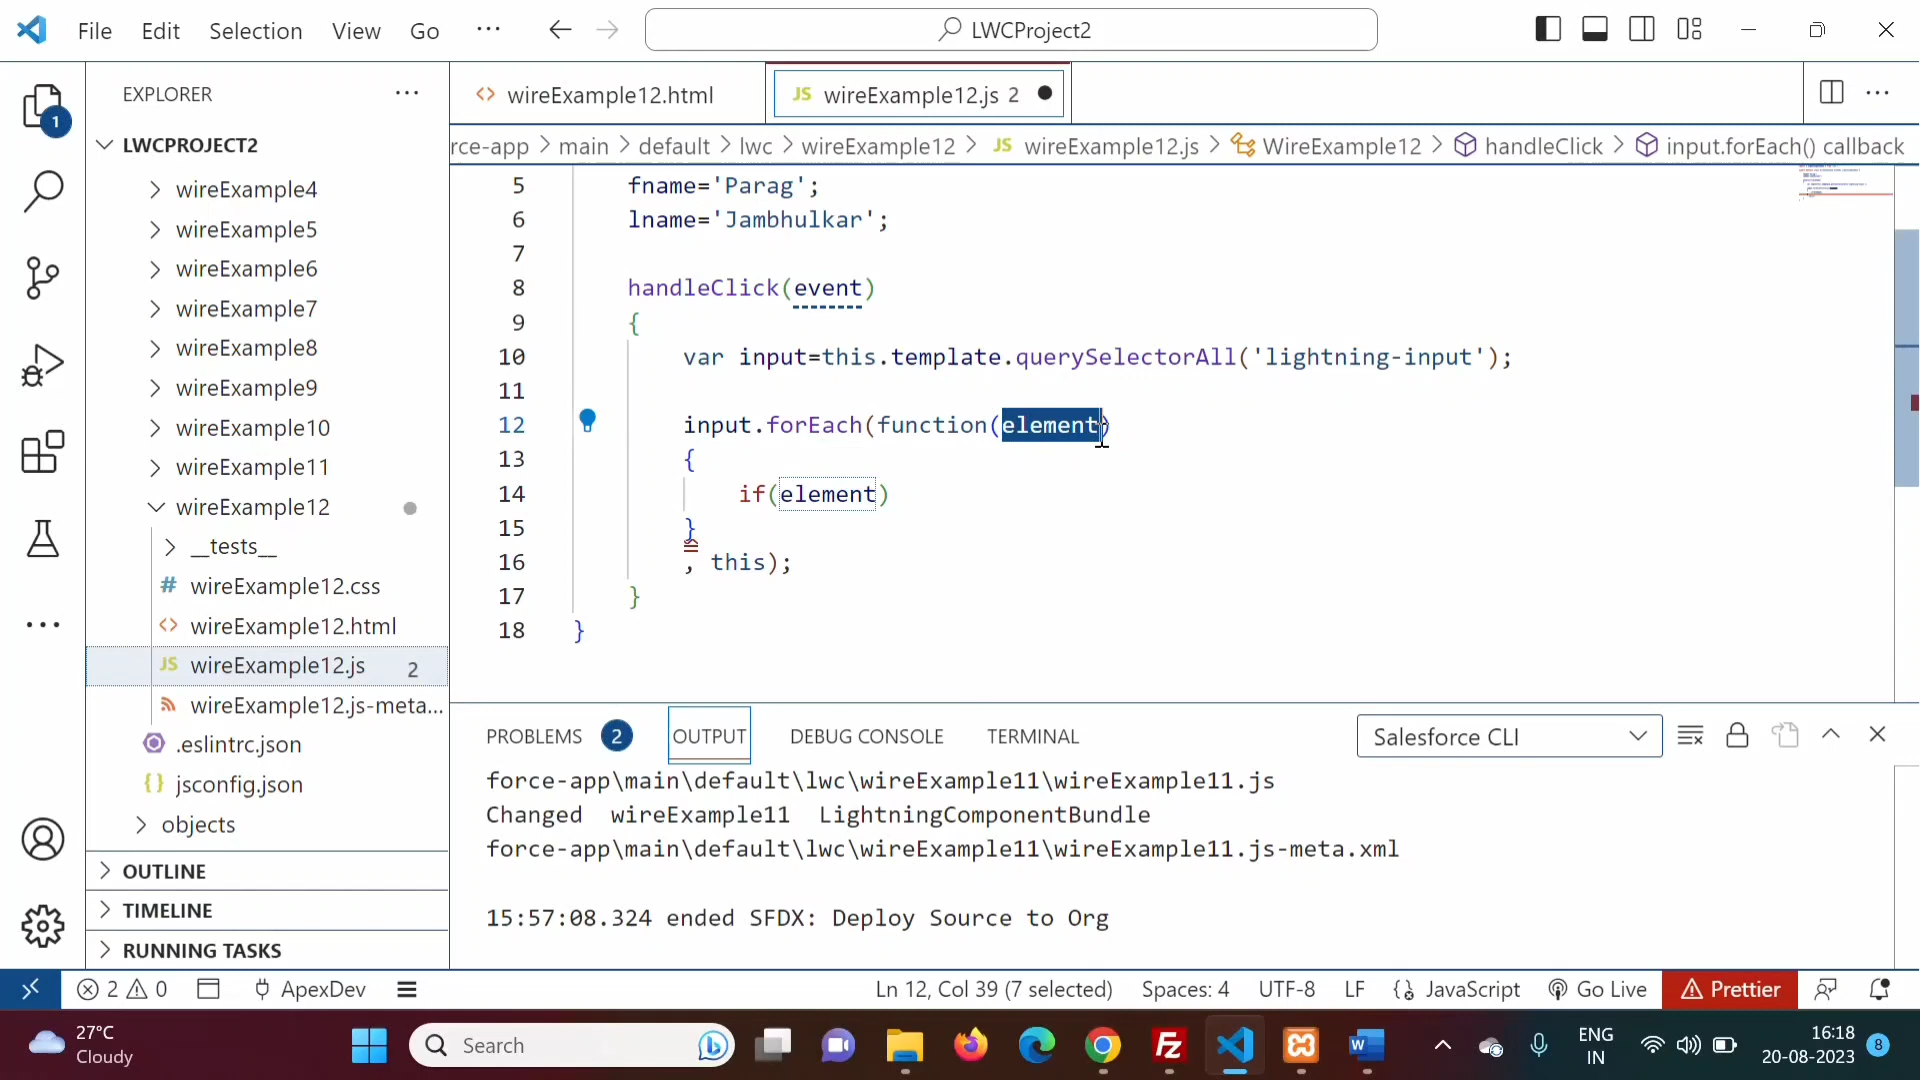 File Edit Selection View Go ··· LWCProject2
EXPLORER ···
1
LWCPROJECT2
wireExample4
wireExample5
wireExample6
wireExample7
wireExample8
wireExample9
wireExample10
wireExample11
wireExample12
__tests__
# wireExample12.css
<> wireExample12.html
JS wireExample12.js 2
wireExample12.js-meta...
.eslintrc.json
{} jsconfig.json
objects
OUTLINE
TIMELINE
RUNNING TASKS
<> wireExample12.html
JS wireExample12.js 2
rce-app > main > default > lwc > wireExample12 > JS wireExample12.js > WireExample12 > handleClick > input.forEach() callback
5 fname='Parag';
6 lname='Jambhulkar';
7
8 handleClick(event)
9 {
10 var input=this.template.querySelectorAll('lightning-input');
11
12 input.forEach(function(element)
13 {
14 if(element)
15 }
16 , this);
17 }
18 }
PROBLEMS 2 OUTPUT DEBUG CONSOLE TERMINAL Salesforce CLI
force-app\main\default\lwc\wireExample11\wireExample11.js
Changed wireExample11 LightningComponentBundle
force-app\main\default\lwc\wireExample11\wireExample11.js-meta.xml
15:57:08.324 ended SFDX: Deploy Source to Org
2 0 ApexDev Ln 12, Col 39 (7 selected) Spaces: 4 UTF-8 LF JavaScript Go Live Prettier
27°C
Cloudy
Search
Fz
W
ENG
IN
16:18
20-08-2023
8